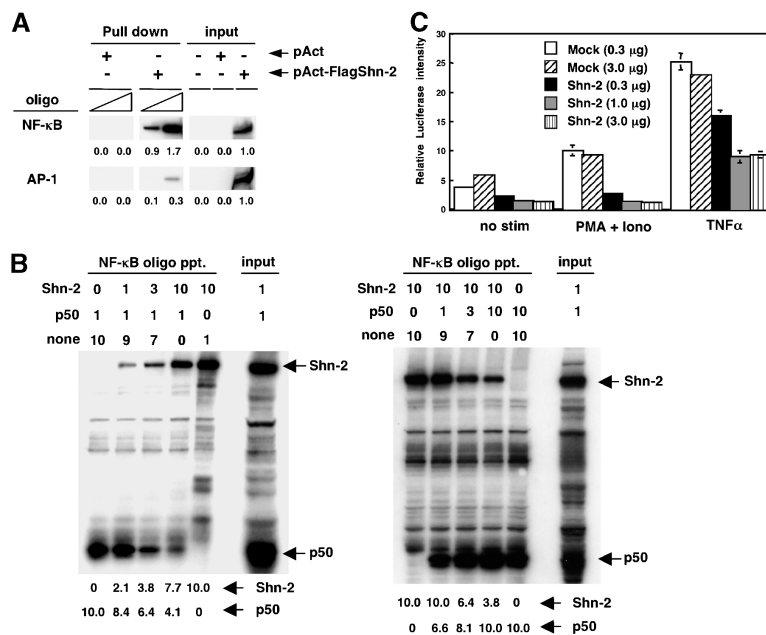 A
Pull down input
+ - - + - pAct
- + - - + pAct-FlagShn-2
oligo
NF-κB
0.0 0.0 0.9 1.7 0.0 0.0 1.0
AP-1
0.0 0.0 0.1 0.3 0.0 0.0 1.0
C
Relative Luciferase intensity
35
30
25
20
15
10
5
0
Mock (0.3 μg)
Mock (3.0 μg)
Shn-2 (0.3 μg)
Shn-2 (1.0 μg)
Shn-2 (3.0 μg)
no stim PMA + Iono TNFα
B
NF-κB oligo ppt. input
Shn-2 0 1 3 10 10 1
p50 1 1 1 1 0 1
none 10 9 7 0 1
Shn-2
p50
0 2.1 3.8 7.7 10.0 Shn-2
10.0 8.4 6.4 4.1 0 p50
NF-κB oligo ppt. input
Shn-2 10 10 10 10 0 1
p50 0 1 3 10 10 1
none 10 9 7 0 10
Shn-2
p50
10.0 10.0 6.4 3.8 0 Shn-2
0 6.6 8.1 10.0 10.0 p50